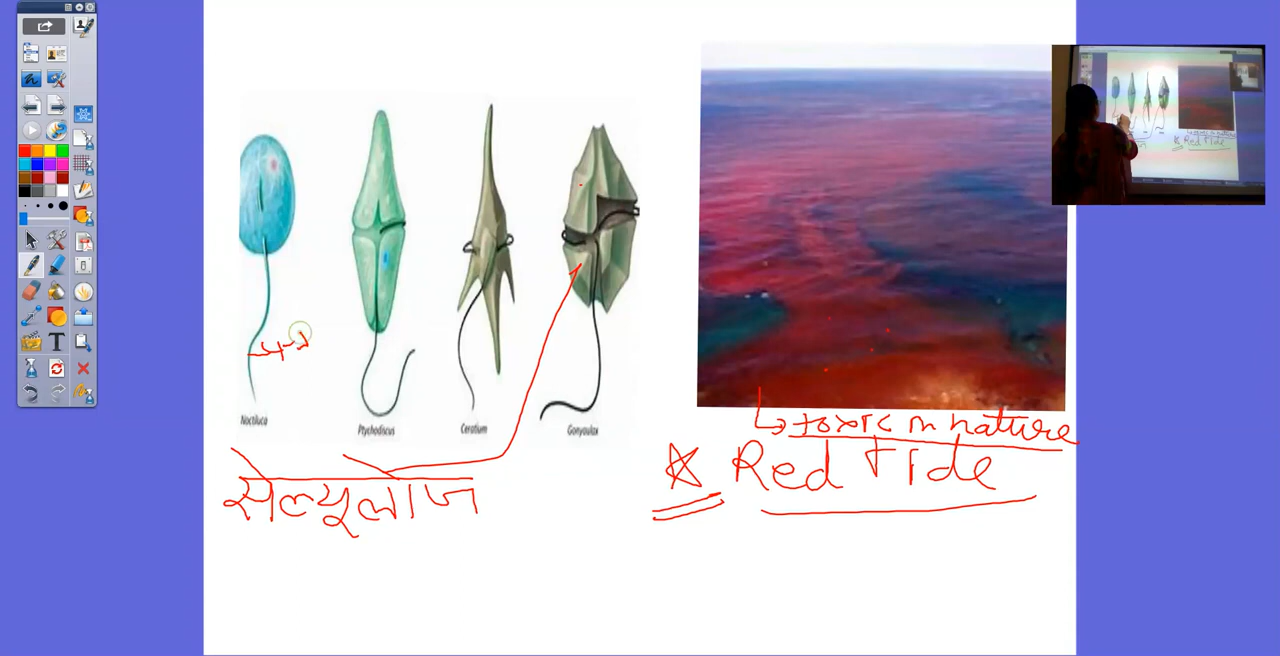 Noctiluca
Ptychodiscus
Ceratium
Gonyaulax
सेल्यूलोज
↳ toxic in nature
☆ Red Tide